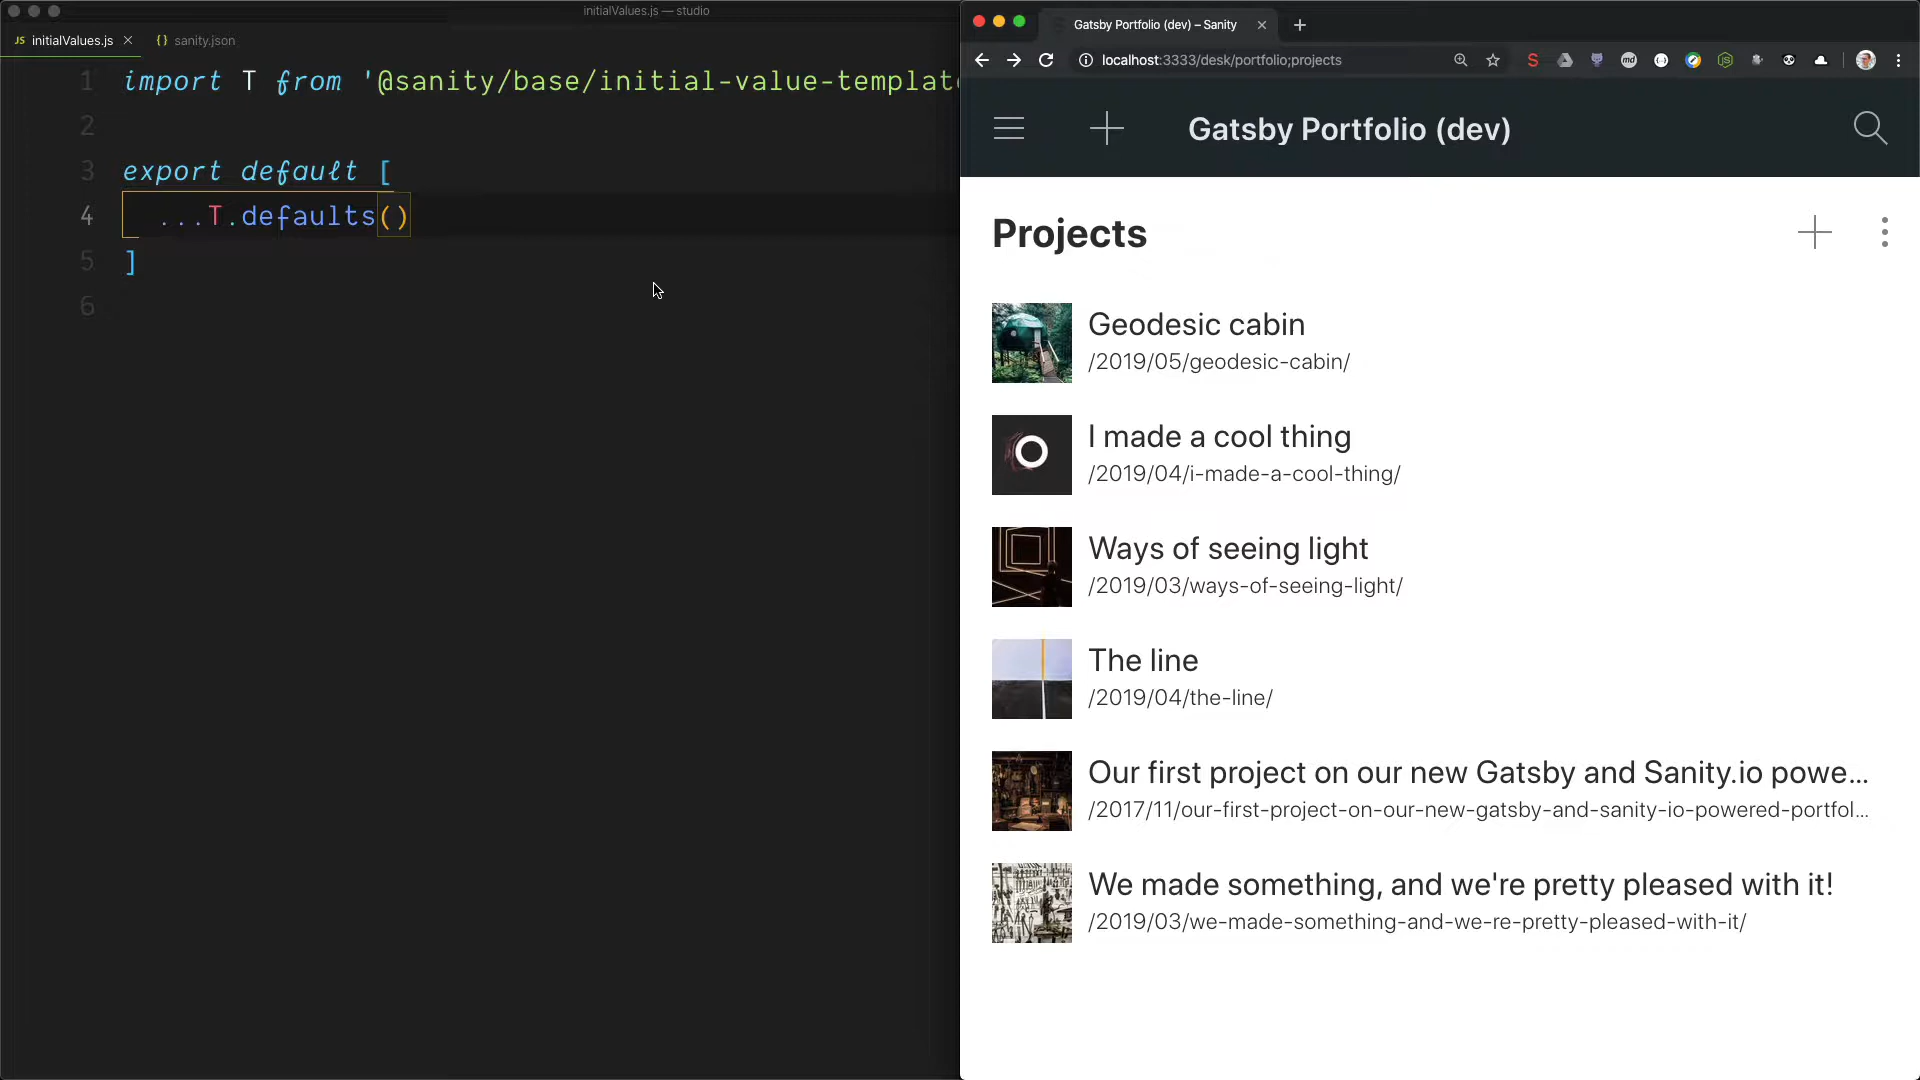 initialValues.js — studio
JS initialValues.js
{} sanity.json
1 import T from '@sanity/base/initial-value-template
2
3 export default [
4 ...T.defaults()
5 ]
6
Gatsby Portfolio (dev) – Sanity
localhost:3333/desk/portfolio;projects
S
md
Gatsby Portfolio (dev)
Projects
Geodesic cabin
/2019/05/geodesic-cabin/
I made a cool thing
/2019/04/i-made-a-cool-thing/
Ways of seeing light
/2019/03/ways-of-seeing-light/
The line
/2019/04/the-line/
Our first project on our new Gatsby and Sanity.io powe...
/2017/11/our-first-project-on-our-new-gatsby-and-sanity-io-powered-portfol...
We made something, and we're pretty pleased with it!
/2019/03/we-made-something-and-we-re-pretty-pleased-with-it/